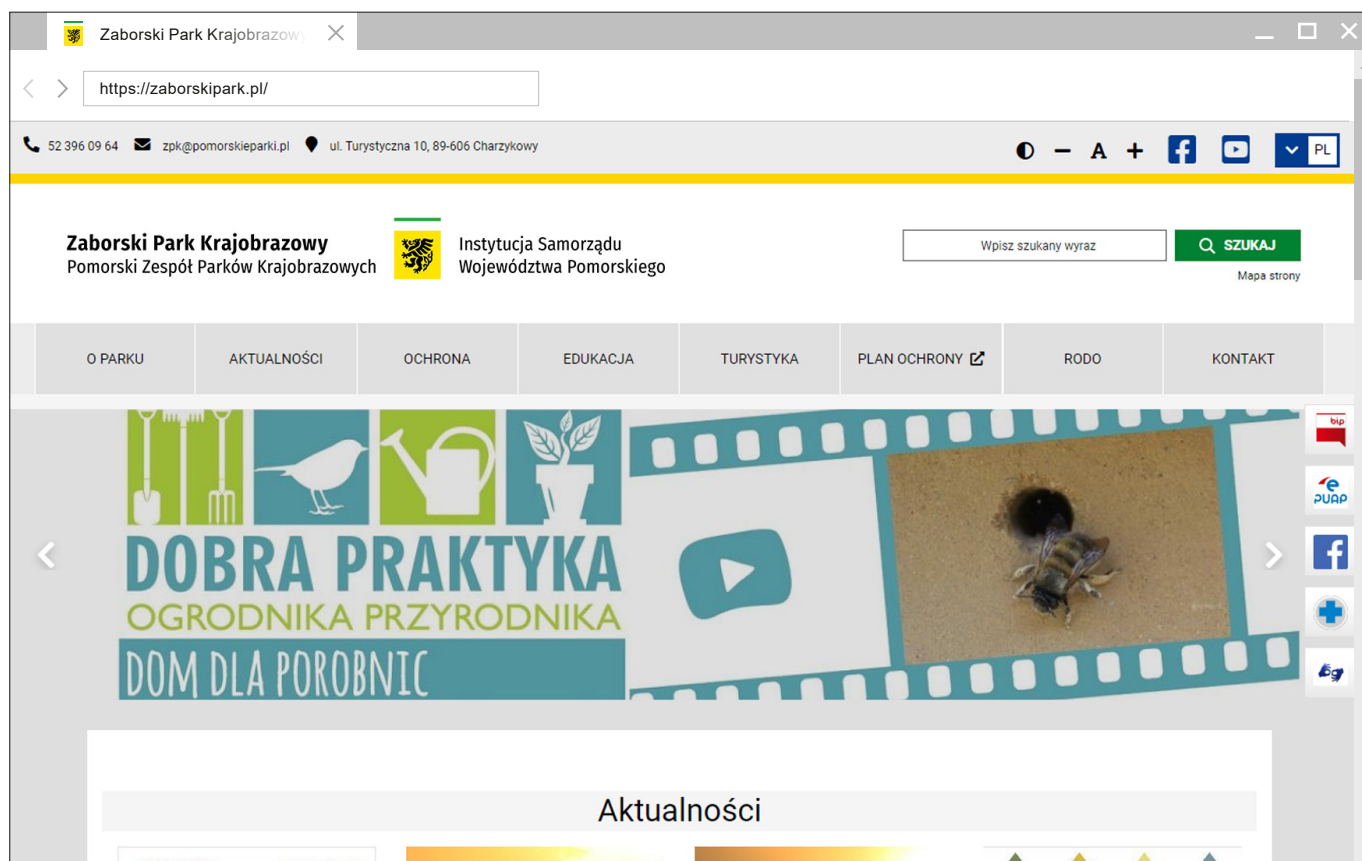 Zaborski Park Krajobrazowy
https://zaborskipark.pl/
52 396 09 64 zpk@pomorskieparki.pl ul. Turystyczna 10, 89-606 Charzykowy
A PL
Zaborski Park Krajobrazowy
Pomorski Zespół Parków Krajobrazowych
Instytucja Samorządu
Województwa Pomorskiego
Wpisz szukany wyraz
SZUKAJ
Mapa strony
O PARKU AKTUALNOŚCI OCHRONA EDUKACJA TURYSTYKA PLAN OCHRONY RODO KONTAKT
DOBRA PRAKTYKA
OGRODNIKA PRZYRODNIKA
DOM DLA POROBNIC
bip
e
PUAP
Aktualności